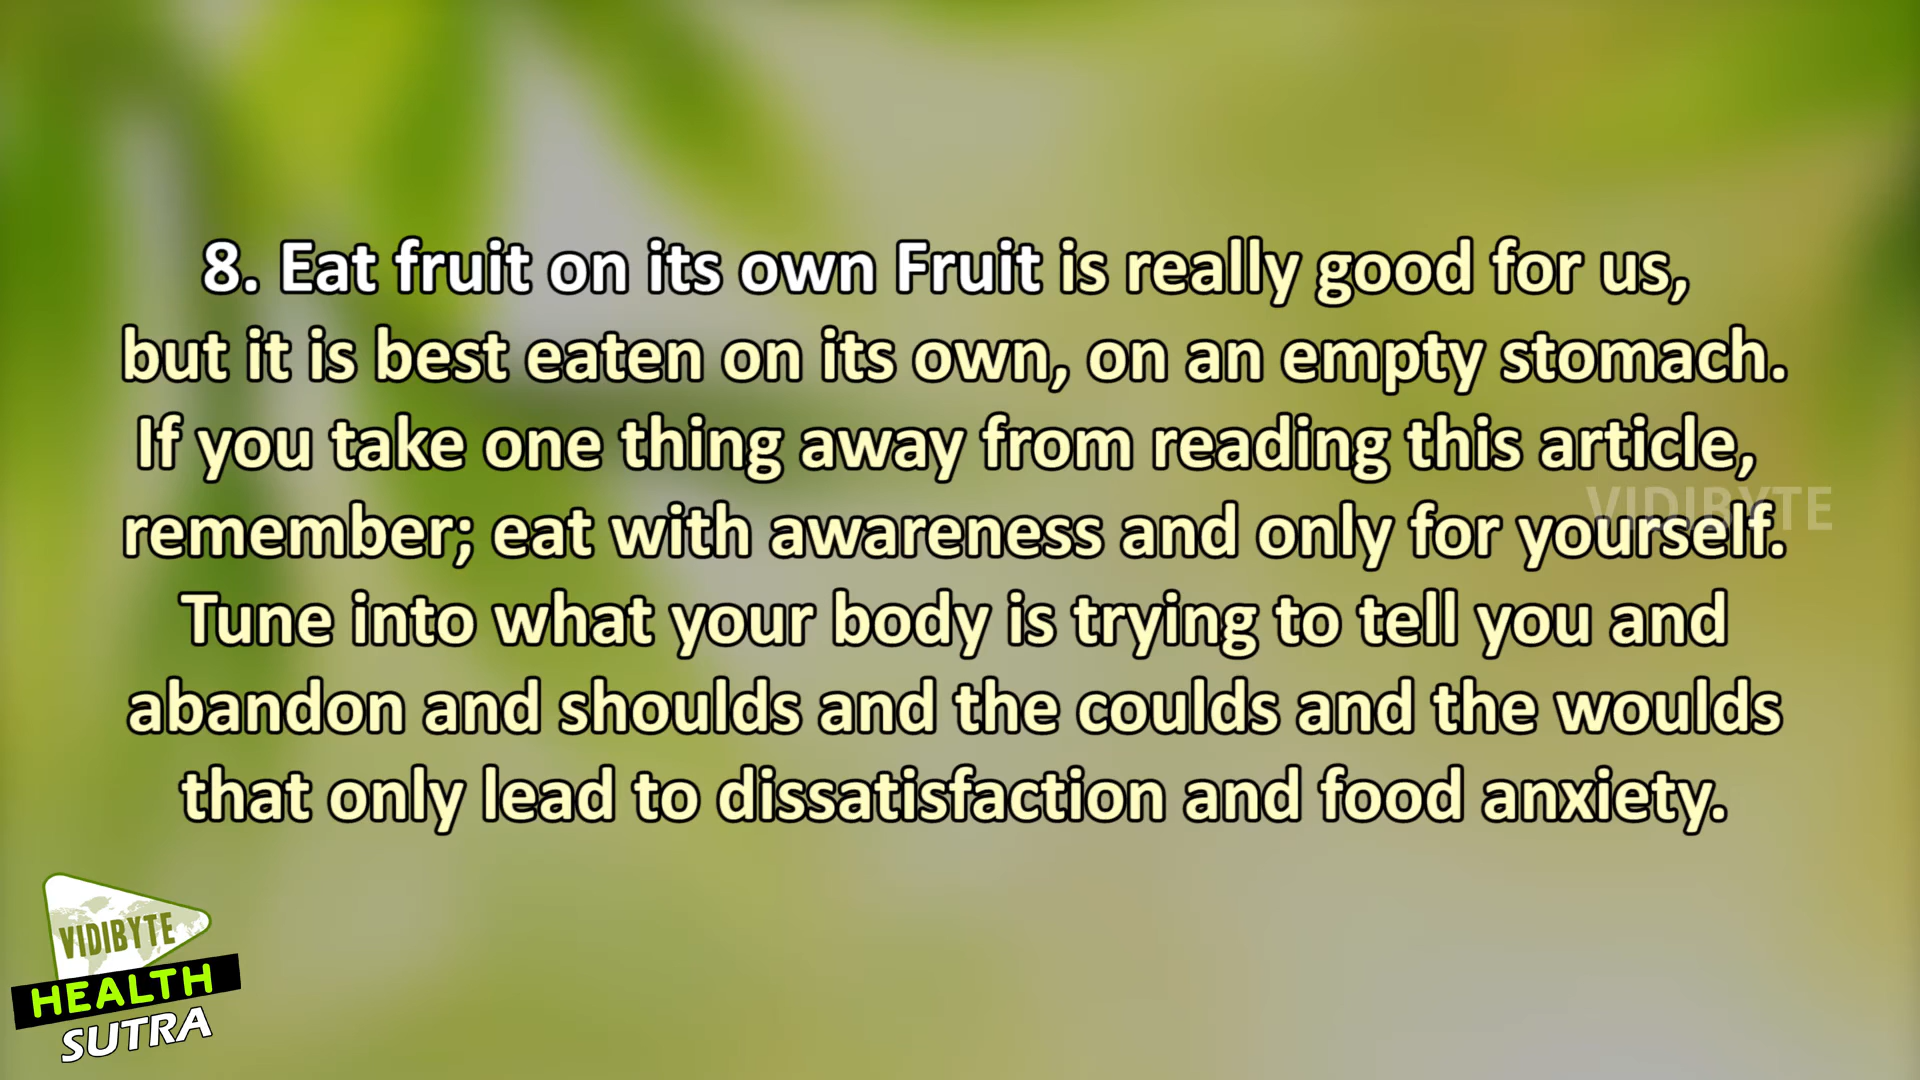 8. Eat fruit on its own Fruit is really good for us,
but it is best eaten on its own, on an empty stomach.
If you take one thing away from reading this article,
remember; eat with awareness and only for yourself.
Tune into what your body is trying to tell you and
abandon and shoulds and the coulds and the woulds
that only lead to dissatisfaction and food anxiety.
VIDIBYTE
VIDIBYTE
HEALTH
SUTRA